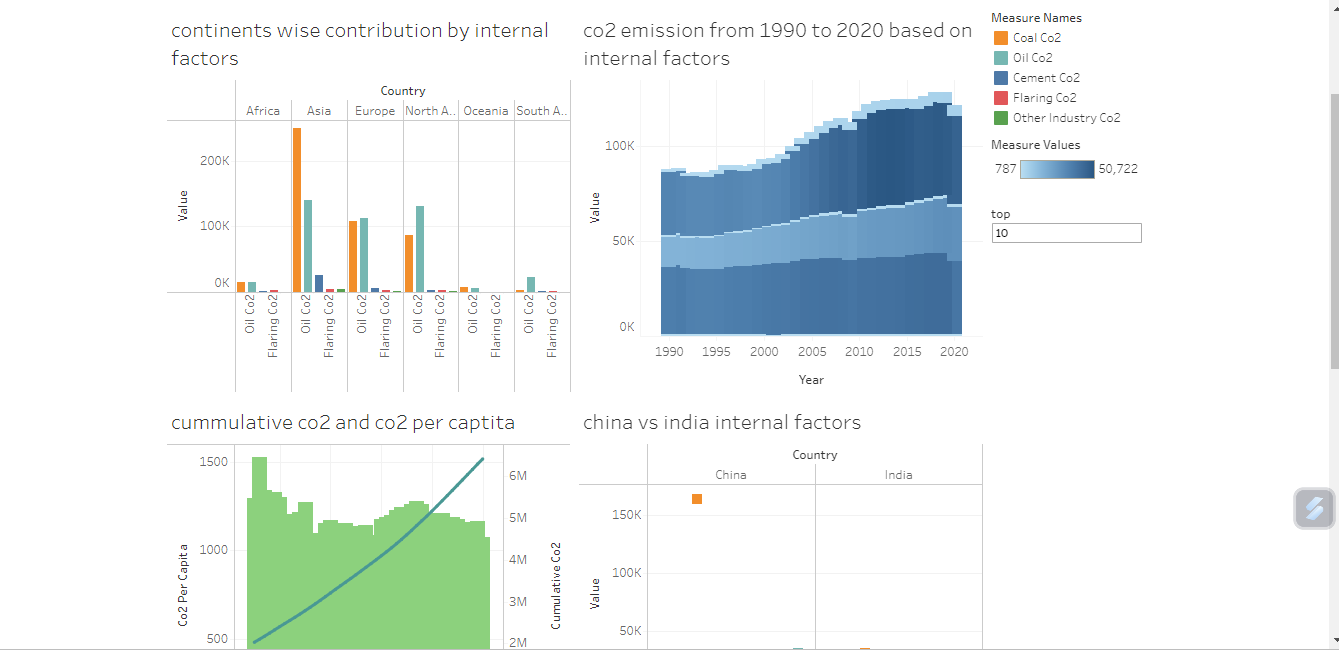 continents wise contribution by internal
factors
Country
Africa Asia Europe North A.. Oceania South A..
Value
200K
100K
0K
Oil Co2
Flaring Co2
Oil Co2
Flaring Co2
Oil Co2
Flaring Co2
Oil Co2
Flaring Co2
Oil Co2
Flaring Co2
Oil Co2
Flaring Co2
co2 emission from 1990 to 2020 based on
internal factors
Value
100K
50K
0K
1990 1995 2000 2005 2010 2015 2020
Year
Measure Names
Coal Co2
Oil Co2
Cement Co2
Flaring Co2
Other Industry Co2
Measure Values
787 50,722
top
10
cummulative co2 and co2 per captita
Co2 Per Capita
1500
1000
500
6M
5M
4M
3M
2M
Cumulative Co2
china vs india internal factors
Country
China India
Value
150K
100K
50K